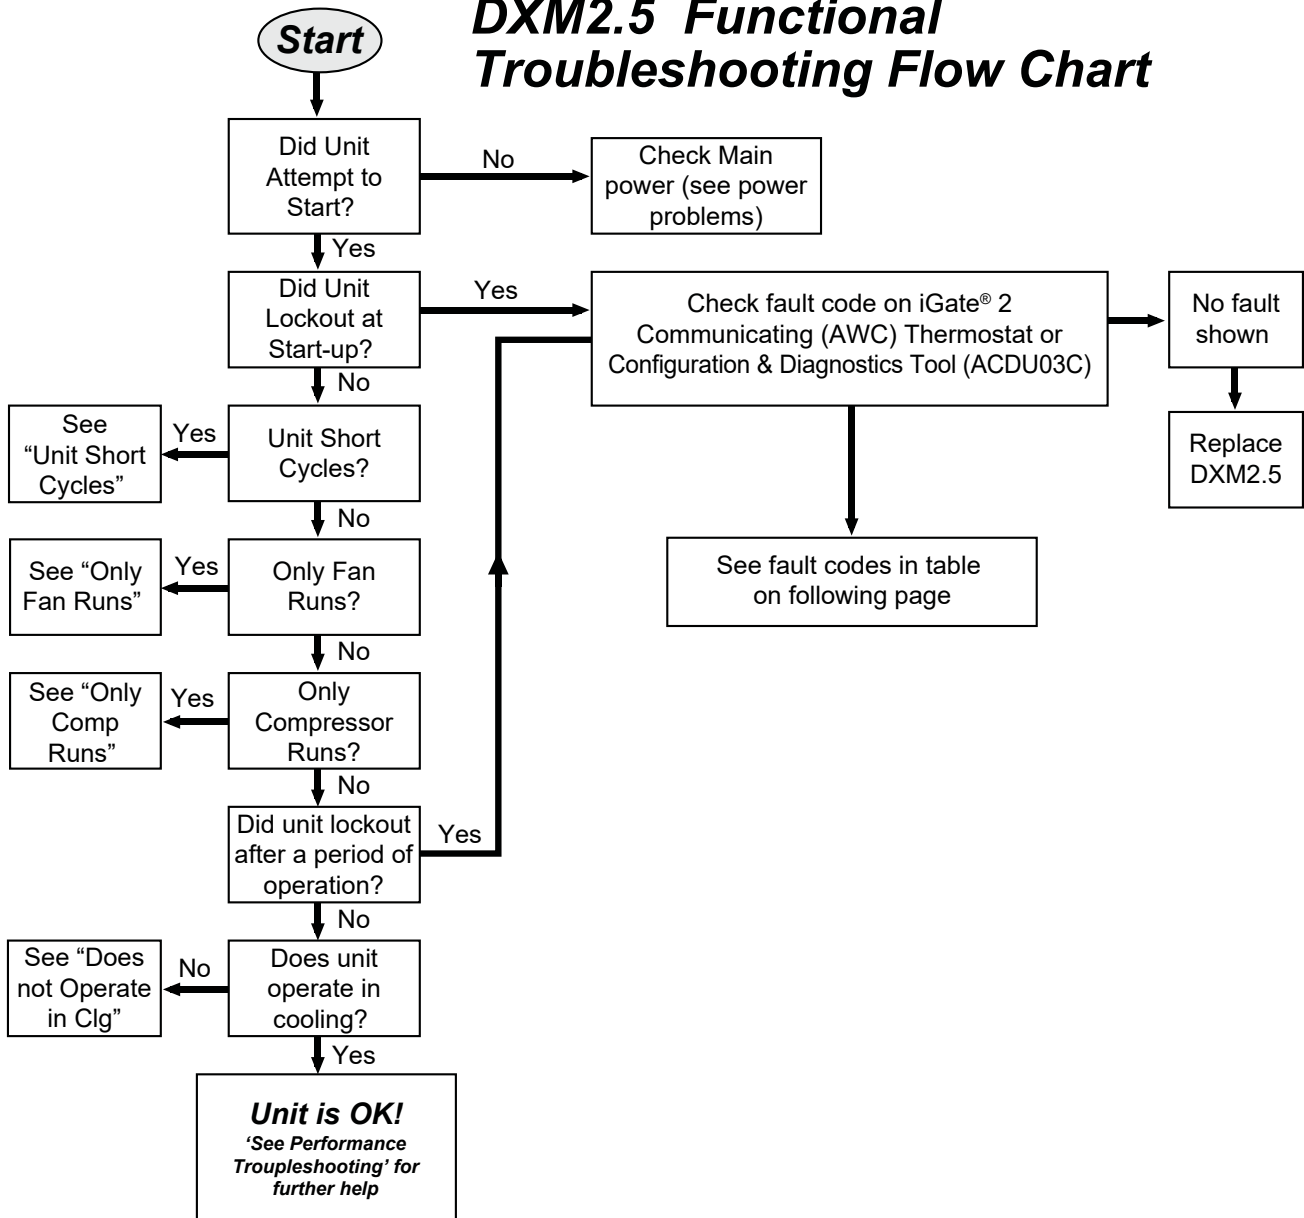 DXM2.5 Functional
Troubleshooting Flow Chart
Start
Did Unit
Attempt to
Start?
No
Check Main
power (see power
problems)
Yes
Did Unit
Lockout at
Start-up?
Yes
Check fault code on iGate® 2
Communicating (AWC) Thermostat or
Configuration & Diagnostics Tool (ACDU03C)
No fault
shown
Replace
DXM2.5
See fault codes in table
on following page
No
Unit Short
Cycles?
Yes
See
“Unit Short
Cycles”
No
Only Fan
Runs?
Yes
See “Only
Fan Runs”
No
Only
Compressor
Runs?
Yes
See “Only
Comp
Runs”
No
Did unit lockout
after a period of
operation?
Yes
No
Does unit
operate in
cooling?
No
See “Does
not Operate
in Clg”
Yes
Unit is OK!
‘See Performance
Troupleshooting’ for
further help